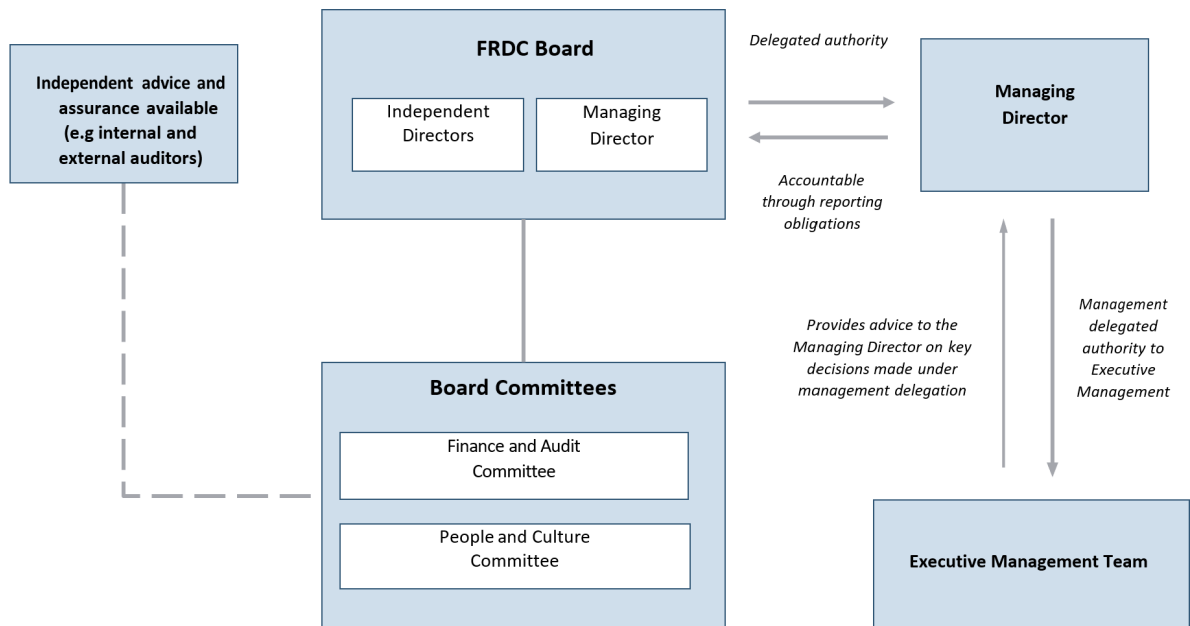 Independent advice and
assurance available
(e.g internal and
external auditors)
FRDC Board
Independent
Directors
Managing
Director
Delegated authority
Accountable
through reporting
obligations
Managing
Director
Provides advice to the
Managing Director on key
decisions made under
management delegation
Management
delegated
authority to
Executive
Management
Board Committees
Finance and Audit
Committee
People and Culture
Committee
Executive Management Team